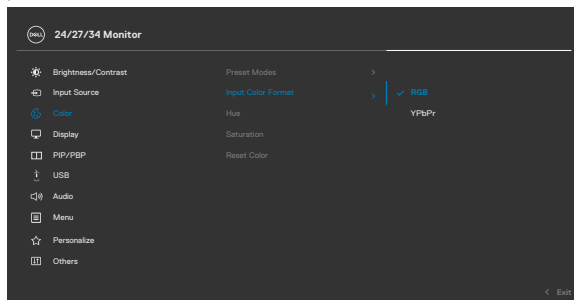 DELL 24/27/34 Monitor
Brightness/Contrast Preset Modes
Input Source Input Color Format RGB
Color Hue YPbPr
Display Saturation
PIP/PBP Reset Color
USB
Audio
Menu
Personalize
Others
Exit